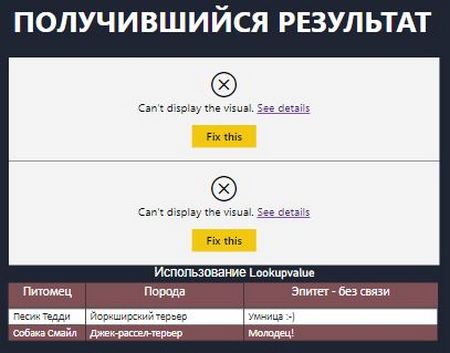 ПОЛУЧИВШИЙСЯ РЕЗУЛЬТАТ
Can't display the visual. See details
Fix this
Can't display the visual. See details
Fix this
Использование Lookupvalue
Питомец Порода Эпитет - без связи
Песик Тедди Йоркширский терьер Умница :-)
Собака Смайл Джек-рассел-терьер Молодец!